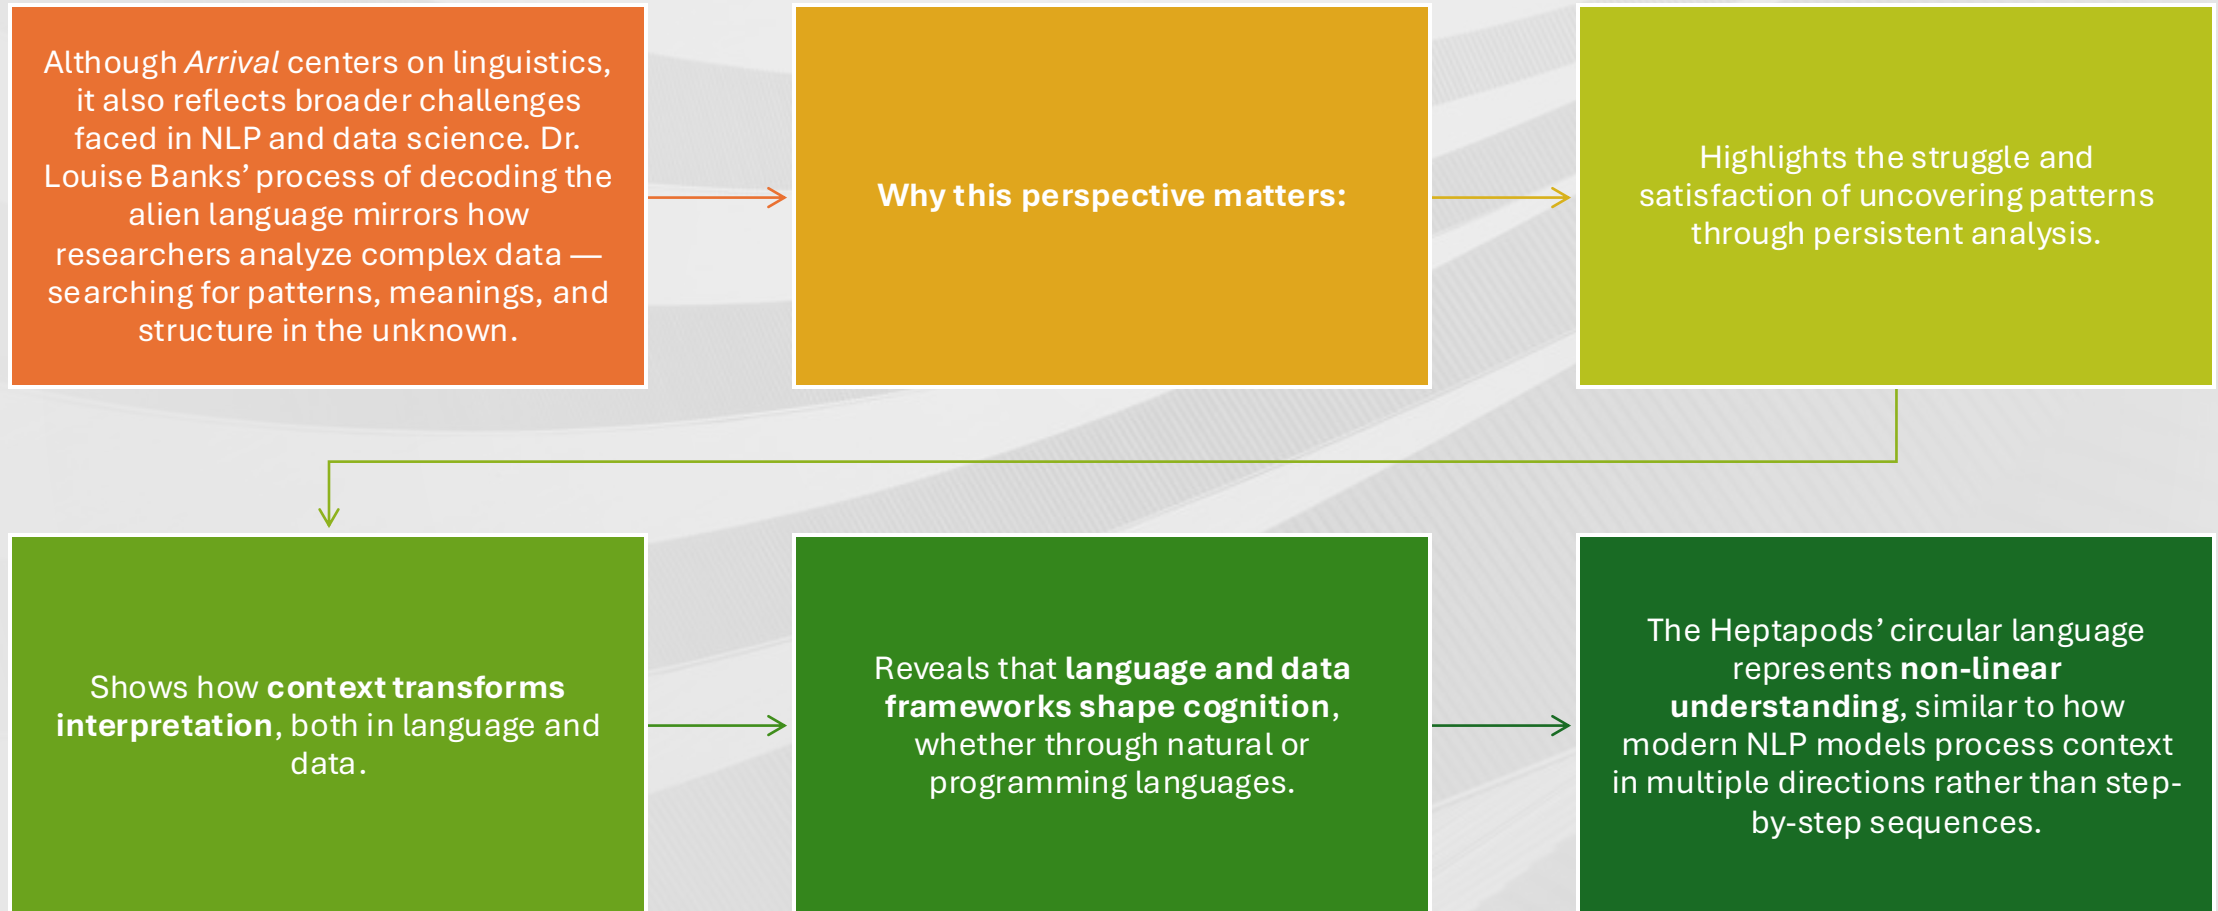 Although Arrival centers on linguistics,
it also reflects broader challenges
faced in NLP and data science. Dr.
Louise Banks’ process of decoding the
alien language mirrors how
researchers analyze complex data —
searching for patterns, meanings, and
structure in the unknown.
Why this perspective matters:
Highlights the struggle and
satisfaction of uncovering patterns
through persistent analysis.
Shows how context transforms
interpretation, both in language and
data.
Reveals that language and data
frameworks shape cognition,
whether through natural or
programming languages.
The Heptapods’ circular language
represents non-linear
understanding, similar to how
modern NLP models process context
in multiple directions rather than step-
by-step sequences.